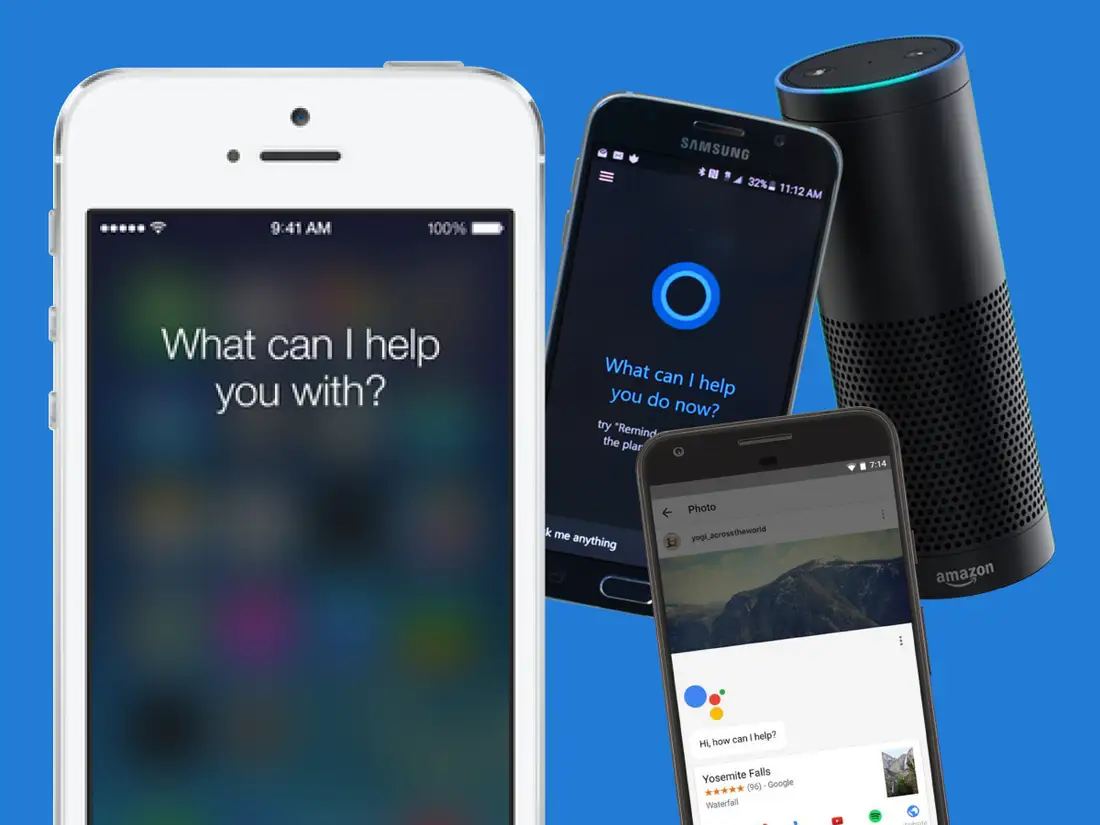 9:41 AM
100%
What can I help
you with?
SAMSUNG
32% 11:12 AM
What can I help
you do now?
try "Remind
the
me anything
amazon
7:14
Photo
yogi_acrosstheworld
Hi, how can I help?
Yosemite Falls
(96) - Google
Waterfall